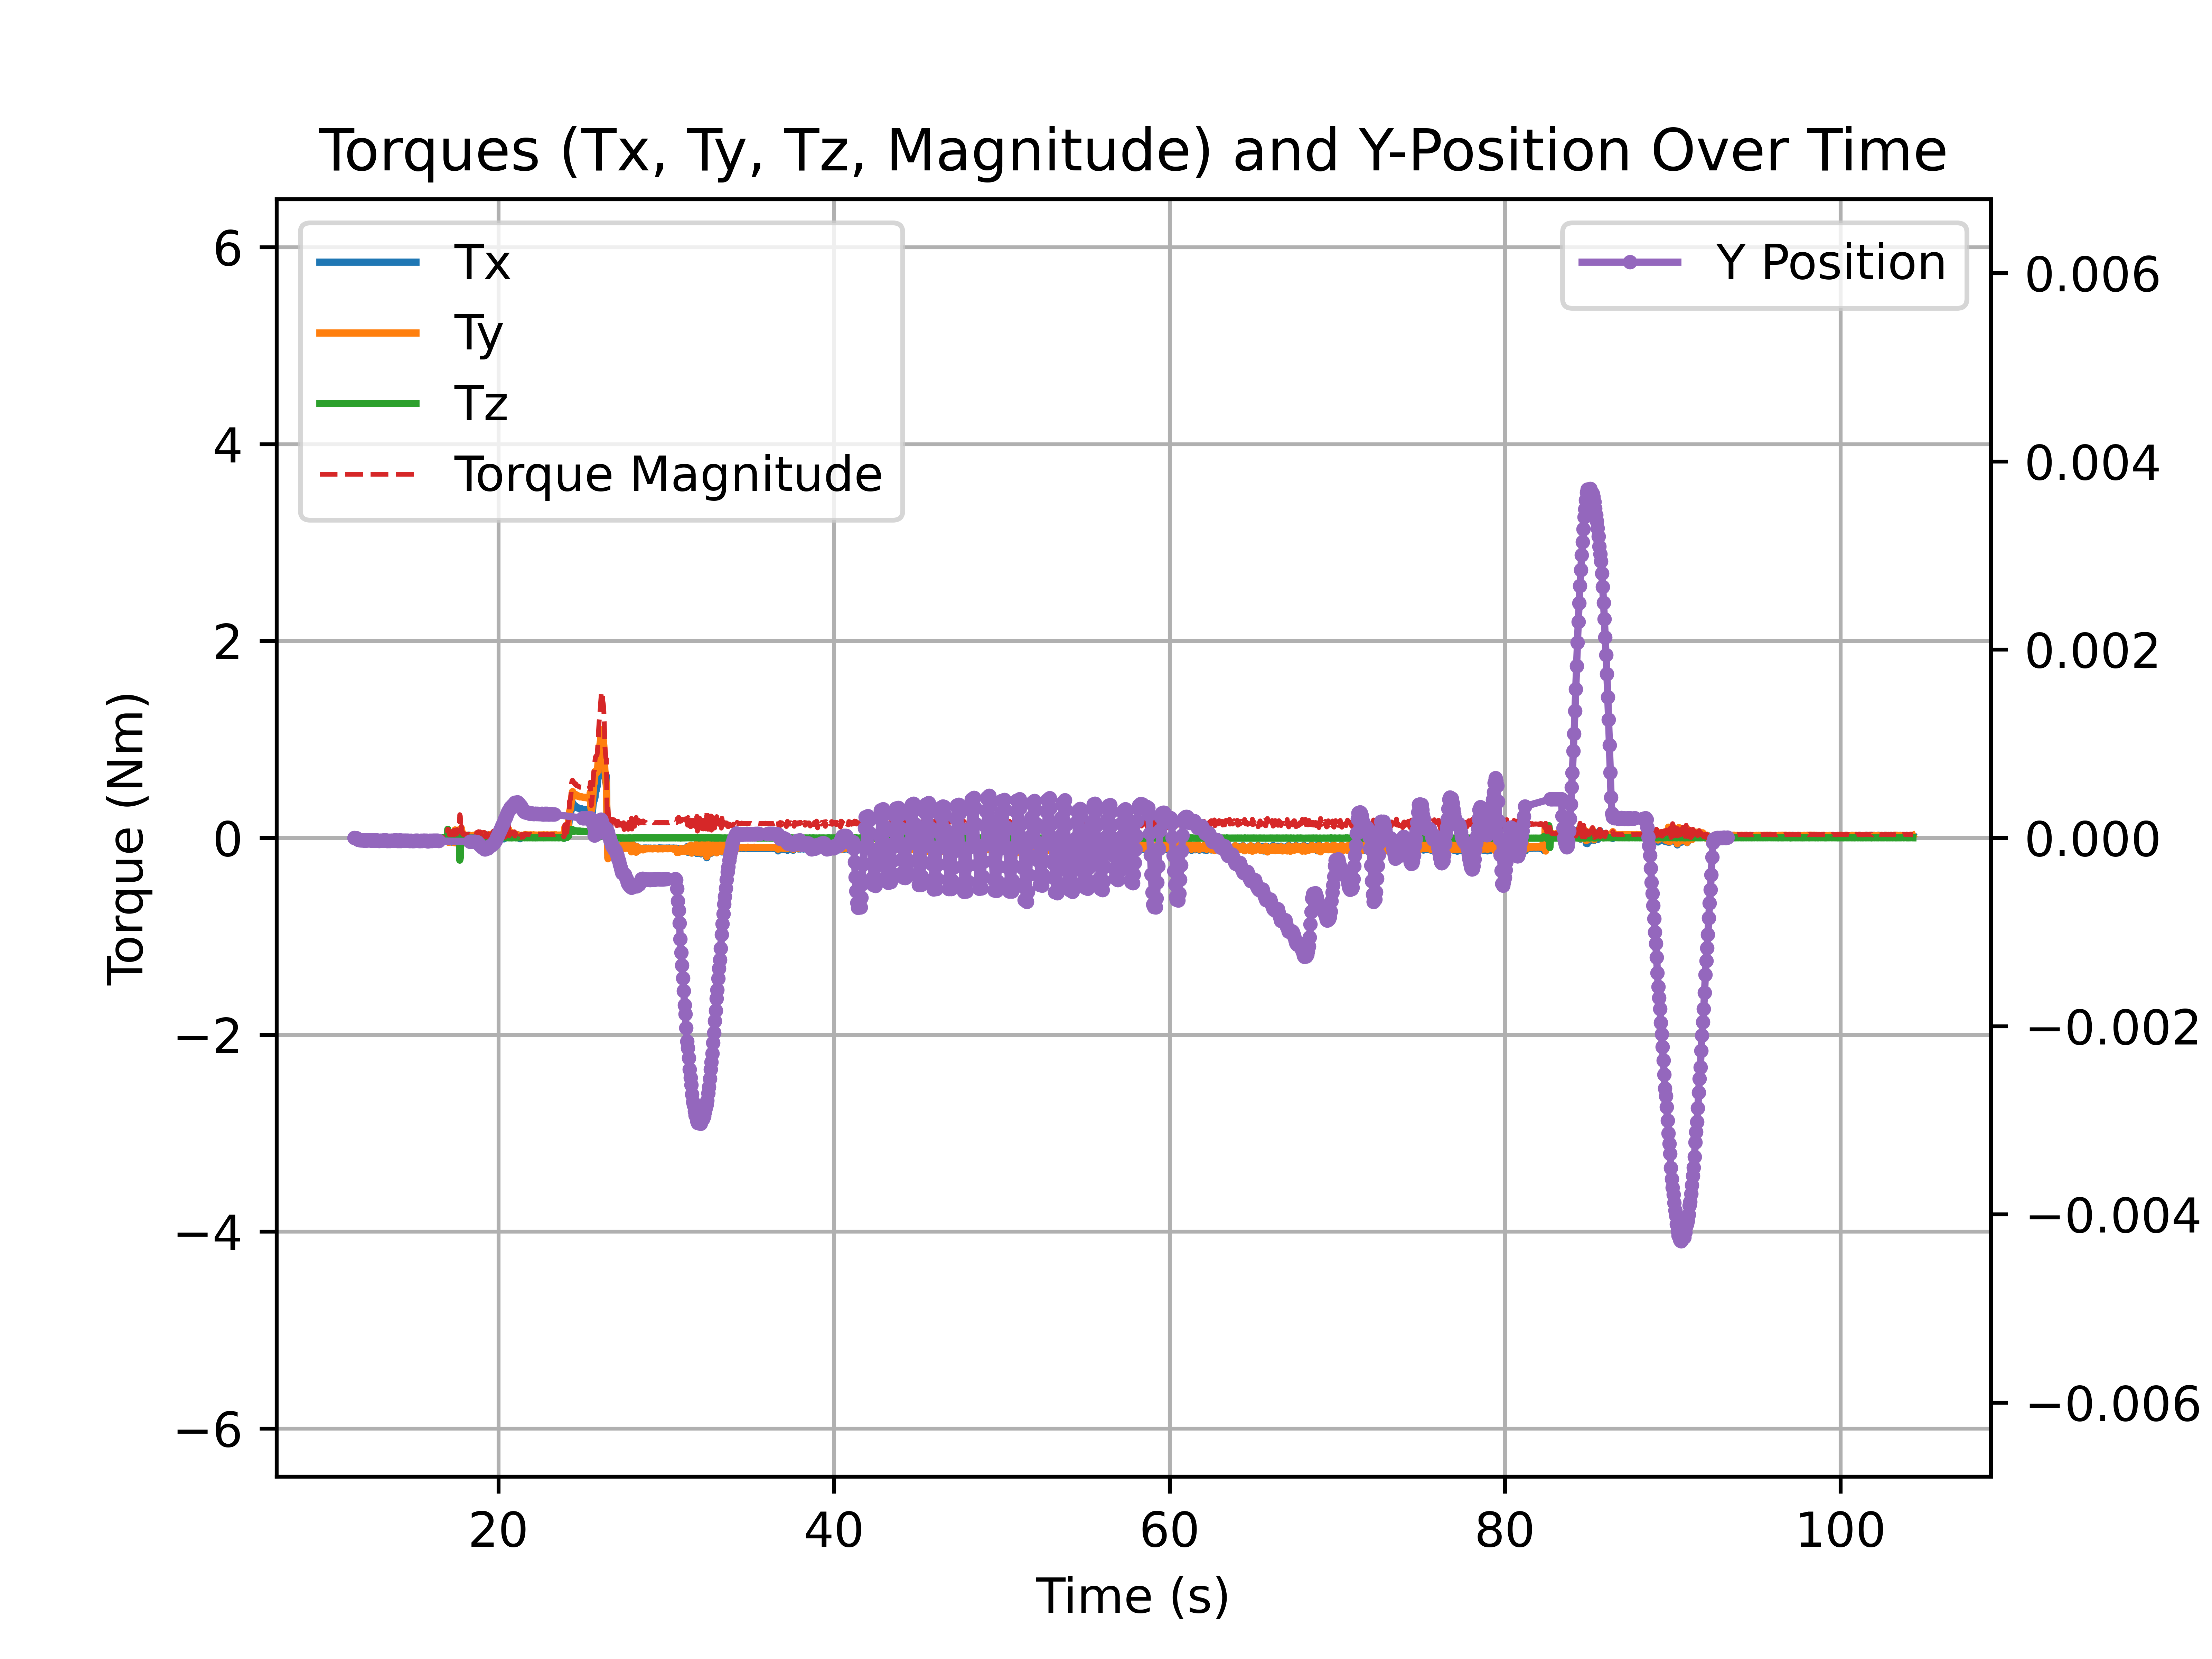 Torques (Tx, Ty, Tz, Magnitude) and Y-Position Over Time
Tx
Ty
Tz
Torque Magnitude
Y Position
Torque (Nm)
6
4
2
0
−2
−4
−6
0.006
0.004
0.002
0.000
−0.002
−0.004
−0.006
20
40
60
80
100
Time (s)